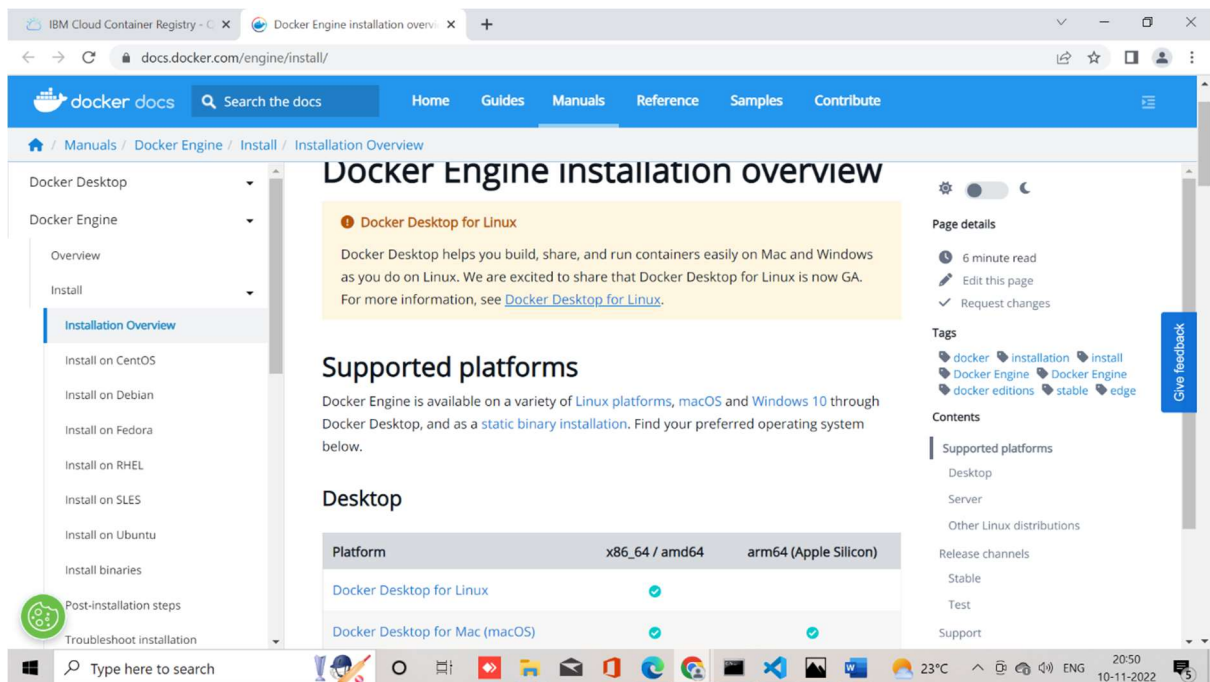 IBM Cloud Container Registry - C
Docker Engine installation overvi
docs.docker.com/engine/install/
docker docs
Search the docs
Home Guides Manuals Reference Samples Contribute
/ Manuals / Docker Engine / Install / Installation Overview
Docker Desktop
Docker Engine
Overview
Install
Installation Overview
Install on CentOS
Install on Debian
Install on Fedora
Install on RHEL
Install on SLES
Install on Ubuntu
Install binaries
Post-installation steps
Troubleshoot installation
Docker Engine installation overview
Docker Desktop for Linux
Docker Desktop helps you build, share, and run containers easily on Mac and Windows
as you do on Linux. We are excited to share that Docker Desktop for Linux is now GA.
For more information, see Docker Desktop for Linux.
Supported platforms
Docker Engine is available on a variety of Linux platforms, macOS and Windows 10 through
Docker Desktop, and as a static binary installation. Find your preferred operating system
below.
Desktop
Platform x86_64 / amd64 arm64 (Apple Silicon)
Docker Desktop for Linux
Docker Desktop for Mac (macOS)
Page details
6 minute read
Edit this page
Request changes
Tags
docker installation install
Docker Engine Docker Engine
docker editions stable edge
Contents
Supported platforms
Desktop
Server
Other Linux distributions
Release channels
Stable
Test
Support
Give feedback
Type here to search
23°C
ENG
20:50
10-11-2022
5